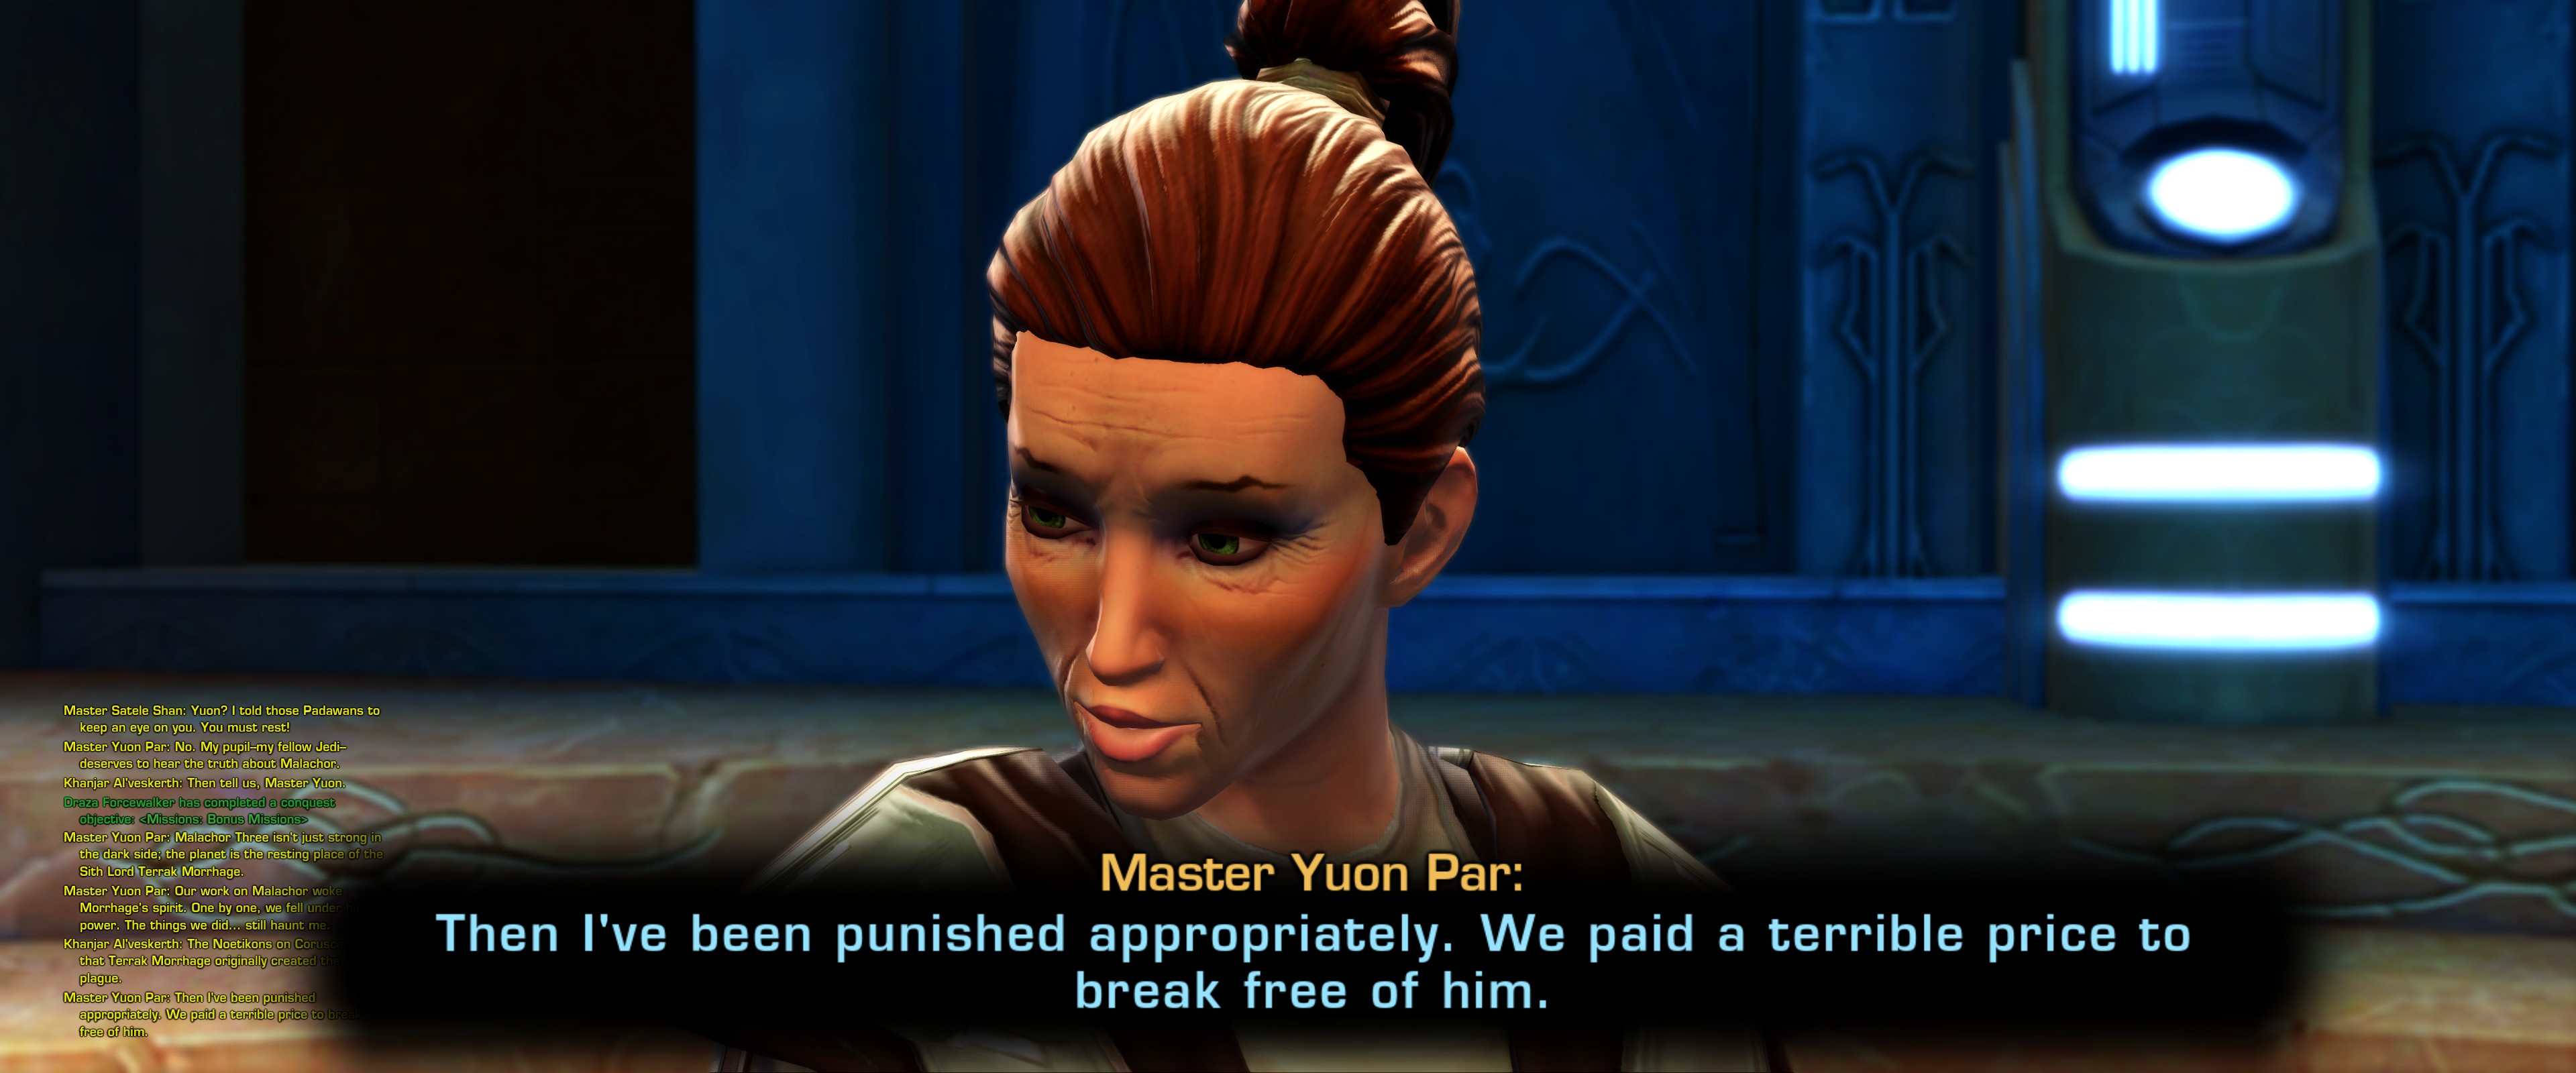 Master Satele Shan: Yuon? I told those Padawans to
keep an eye on you. You must rest!
Master Yuon Par: No. My pupil–my fellow Jedi–
deserves to hear the truth about Malachor.
Khanjar Al'veskerth: Then tell us, Master Yuon.
Draza Forcewalker has completed a conquest
objective: <Missions: Bonus Missions>
Master Yuon Par: Malachor Three isn't just strong in
the dark side; the planet is the resting place of the
Sith Lord Terrak Morrhage.
Master Yuon Par: Our work on Malachor woke
Morrhage's spirit. One by one, we fell under
power. The things we did... still haunt me.
Khanjar Al'veskerth: The Noetikons on
that Terrak Morrhage originally created
plague.
Master Yuon Par: Then I've been punished
appropriately. We paid a terrible price to
free of him.
Master Yuon Par:
Then I've been punished appropriately. We paid a terrible price to
break free of him.